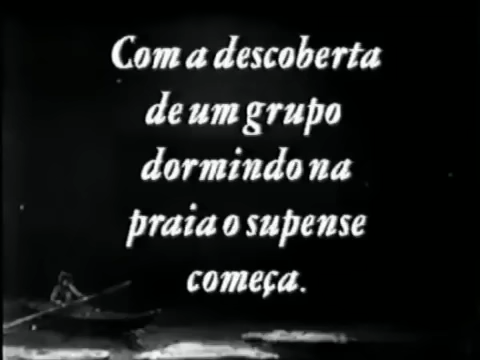 Com a descoberta
de um grupo
dormindo na
praia o supense
começa.